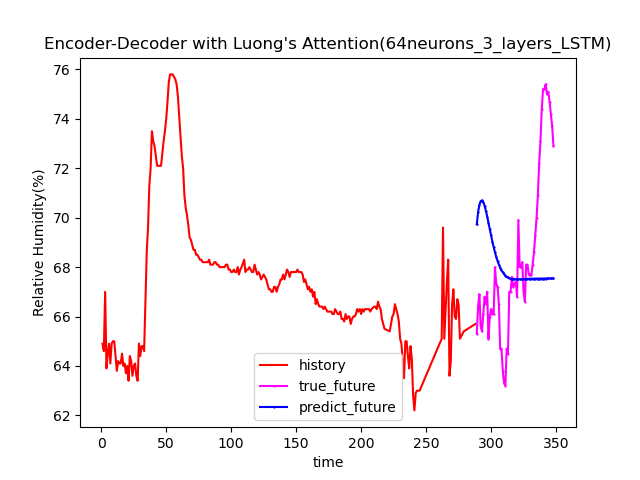 Encoder-Decoder with Luong's Attention(64neurons_3_layers_LSTM)
76
74
72
70
68
66
64
62
Relative Humidity(%)
history
true_future
predict_future
0 50 100 150 200 250 300 350
time